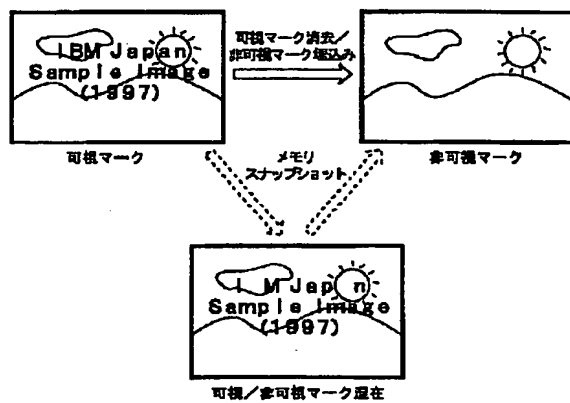 IBM Japan
Sample Image
(1997)
可視マーク消去／
非可視マーク埋込み
可視マーク
メモリ
スナップショット
非可視マーク
I M Jap n
Sample Image
(1997)
可視／非可視マーク混在